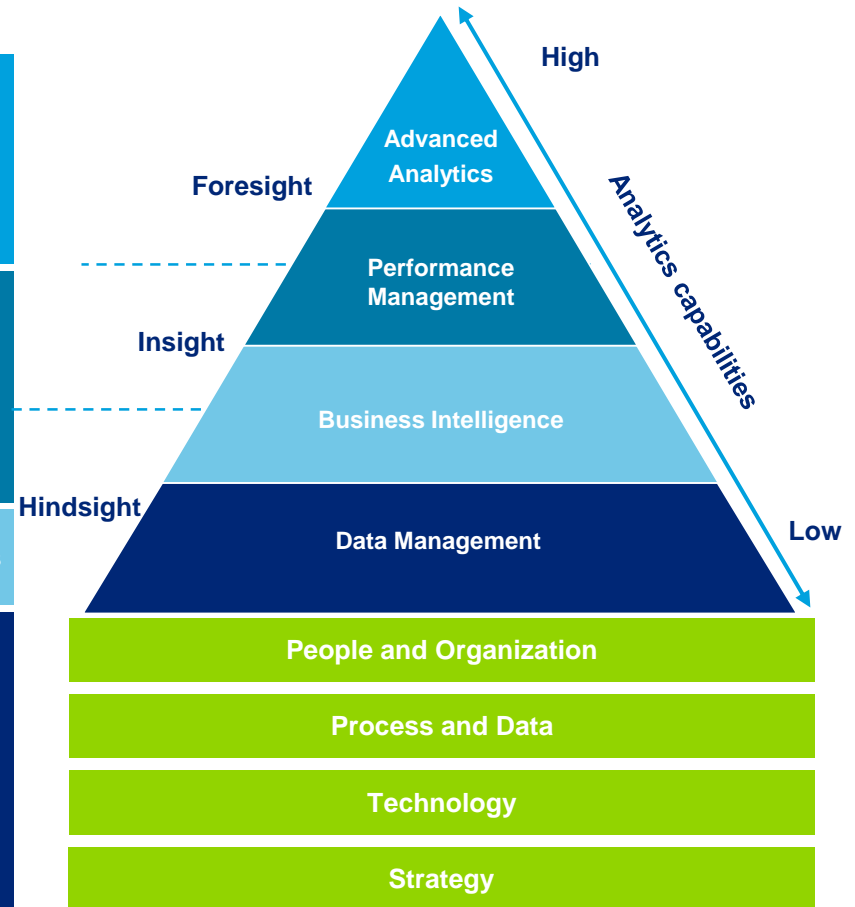 High
Advanced
Analytics
Foresight
Analytics capabilities
Performance
Management
Insight
Business Intelligence
Hindsight
Data Management
Low
People and Organization
Process and Data
Technology
Strategy